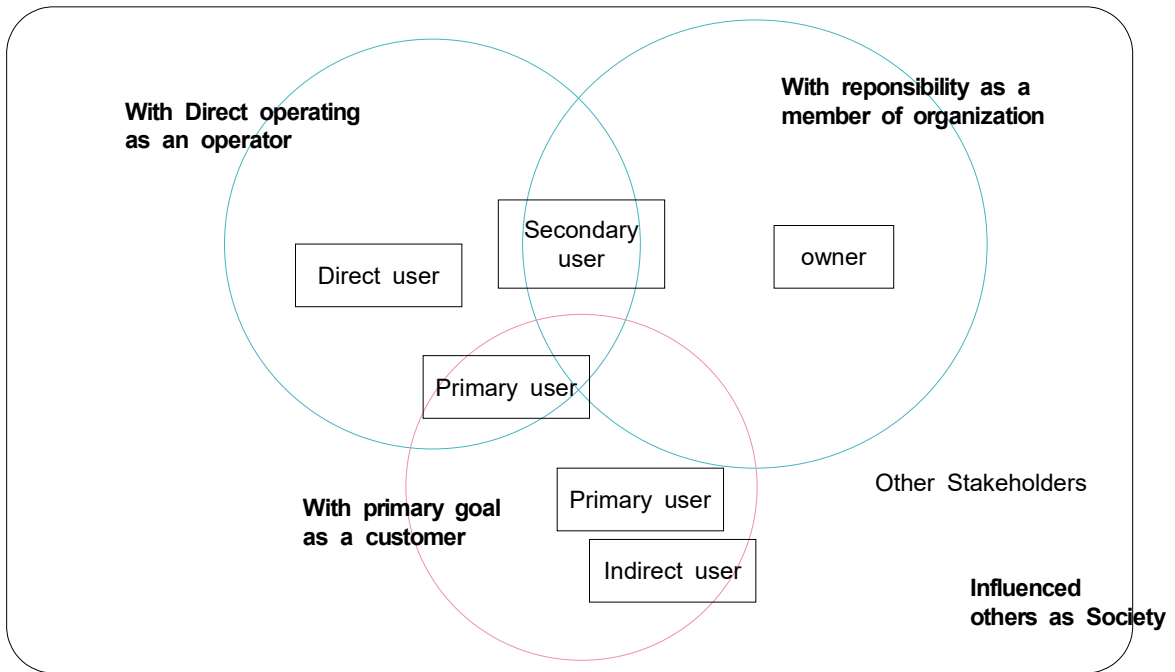 With Direct operating
as an operator
With reponsibility as a
member of organization
Secondary
user
owner
Direct user
Primary user
Primary user
Other Stakeholders
With primary goal
as a customer
Indirect user
Influenced
others as Society